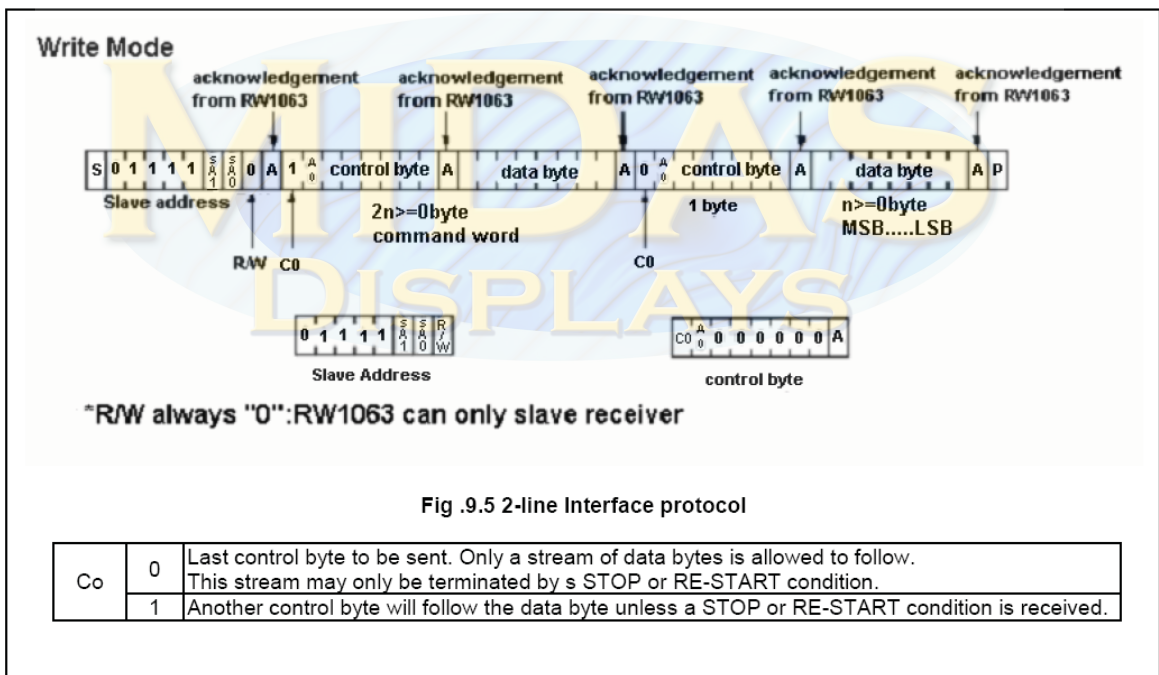 Write Mode
acknowledgement from RW1063
acknowledgement from RW1063
acknowledgement from RW1063
acknowledgement from RW1063
acknowledgement from RW1063
S 0 1 1 1 1 SA1 SA0 0 A 1 A0 control byte A data byte A 0 A0 control byte A data byte A P
Slave address
2n>=0byte
command word
1 byte
n>=0byte
MSB.....LSB
R/W C0
C0
MIDAS
DISPLAYS
0 1 1 1 1 SA1 SA0 R/W
C0 A0 0 0 0 0 0 0 A
Slave Address
control byte
*R/W always "0":RW1063 can only slave receiver
Fig .9.5 2-line Interface protocol
Co
0 Last control byte to be sent. Only a stream of data bytes is allowed to follow.
This stream may only be terminated by s STOP or RE-START condition.
1 Another control byte will follow the data byte unless a STOP or RE-START condition is received.